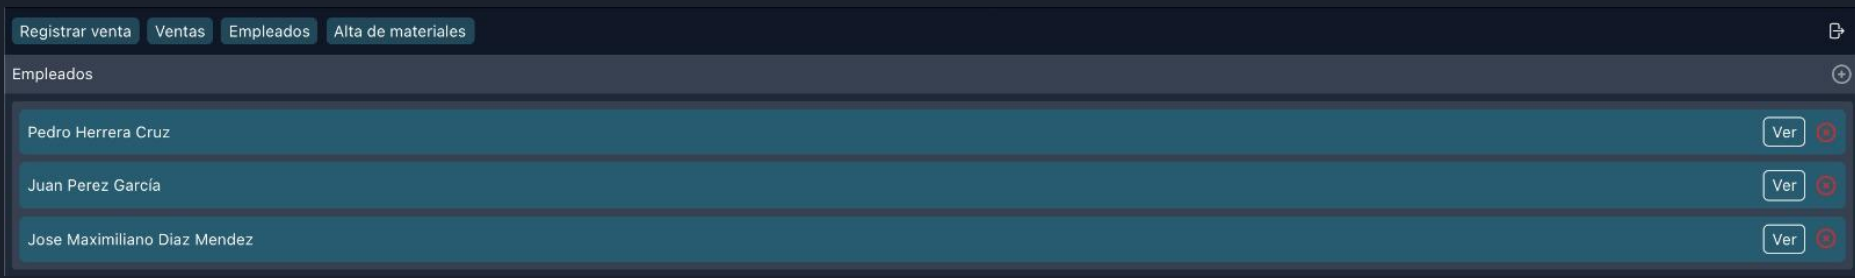 Registrar venta Ventas Empleados Alta de materiales
Empleados
Pedro Herrera Cruz Ver
Juan Perez García Ver
Jose Maximiliano Diaz Mendez Ver